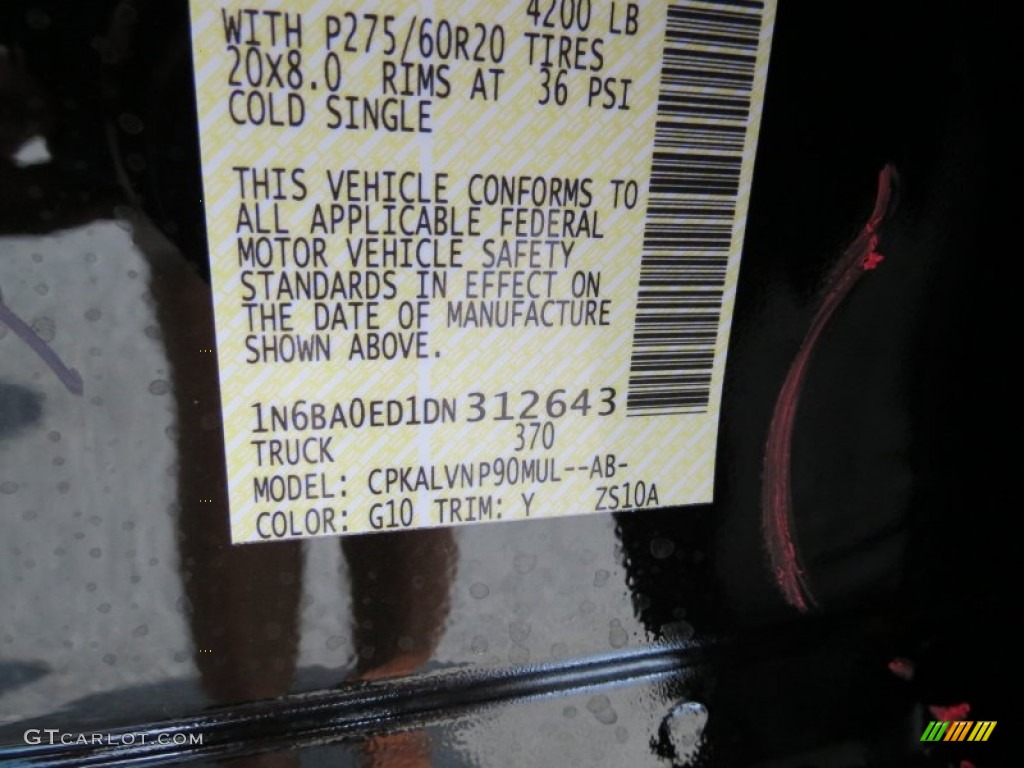 4200 LB
WITH P275/60R20 TIRES
20X8.0 RIMS AT 36 PSI
COLD SINGLE
THIS VEHICLE CONFORMS TO
ALL APPLICABLE FEDERAL
MOTOR VEHICLE SAFETY
STANDARDS IN EFFECT ON
THE DATE OF MANUFACTURE
SHOWN ABOVE.
1N6BA0ED1DN 312643
TRUCK 370
MODEL: CPKALVNP90MUL--AB-
COLOR: G10 TRIM: Y ZS10A
GTCARLOT.COM